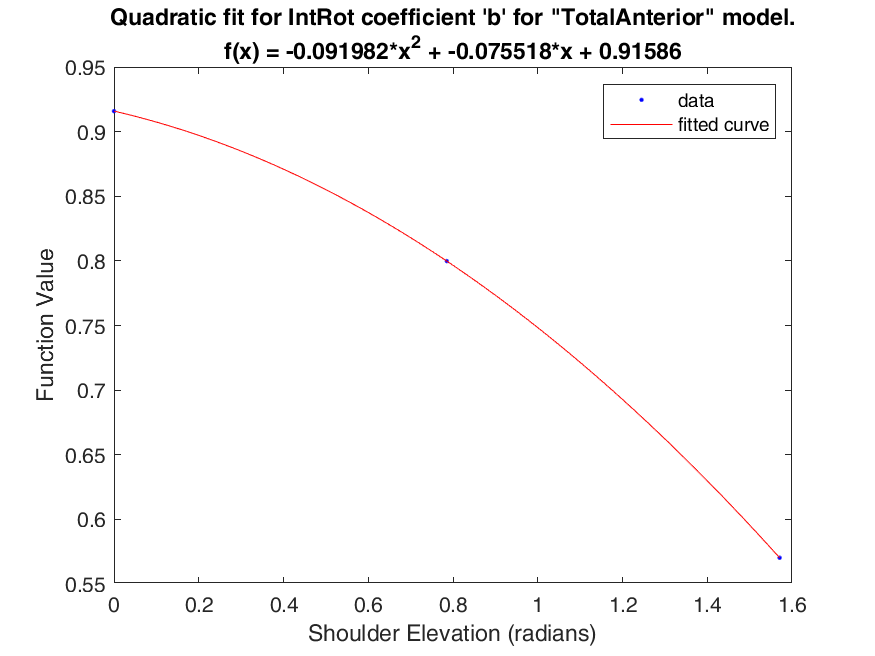 Quadratic fit for IntRot coefficient 'b' for "TotalAnterior" model.
f(x) = -0.091982*x² + -0.075518*x + 0.91586
0.95
0.9
0.85
0.8
0.75
0.7
0.65
0.6
0.55
Function Value
data
fitted curve
0 0.2 0.4 0.6 0.8 1 1.2 1.4 1.6
Shoulder Elevation (radians)